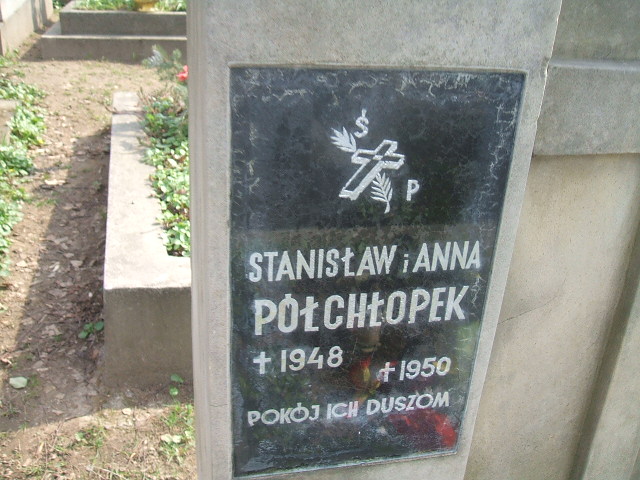 Ś P
STANISŁAW i ANNA
PÓŁCHŁOPEK
†1948 †1950
POKÓJ ICH DUSZOM